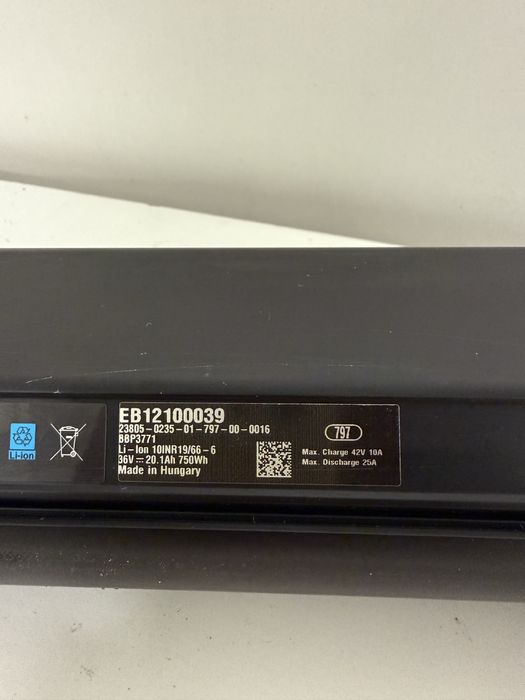 Li-ion
EB12100039
23805-0235-01-797-00-0016
BBP3771
Li-Ion 10INR19/66-6
36V⎓20.1Ah 750Wh
Made in Hungary
797
Max. Charge 42V 10A
Max. Discharge 25A